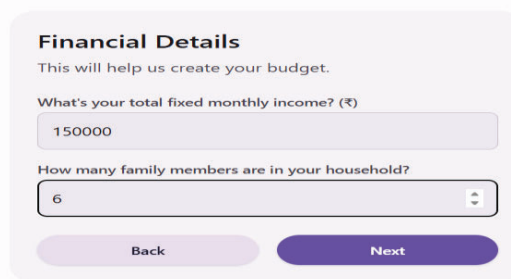 Financial Details
This will help us create your budget.
What's your total fixed monthly income? (₹)
150000
How many family members are in your household?
6
Back Next